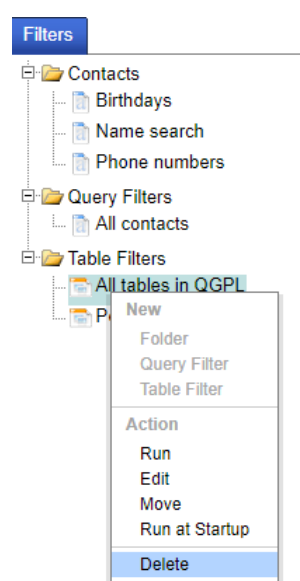 Filters
Contacts
Birthdays
Name search
Phone numbers
Query Filters
All contacts
Table Filters
All tables in QGPL
New
Folder
Query Filter
Table Filter
Action
Run
Edit
Move
Run at Startup
Delete